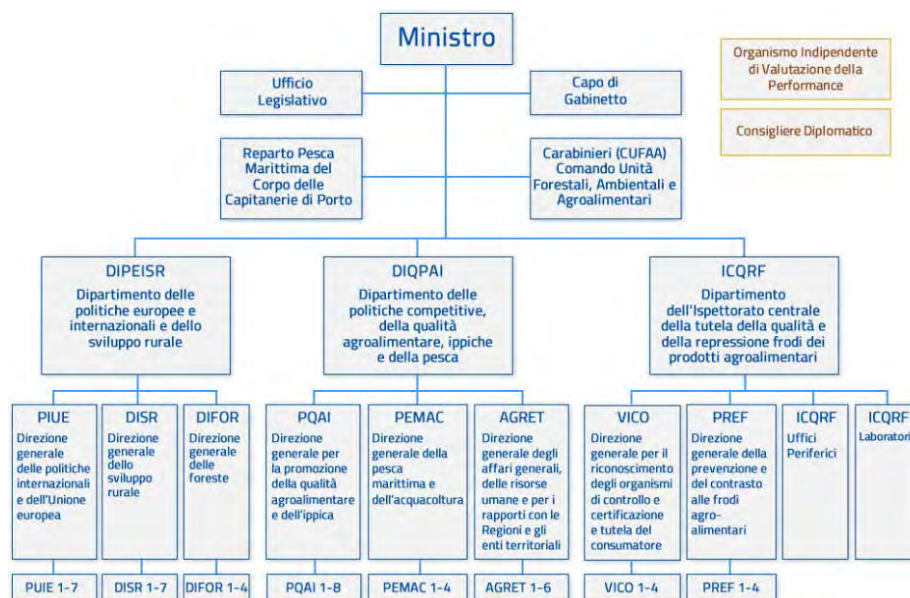 Ministro
Organismo Indipendente
di Valutazione della
Performance
Ufficio
Legislativo
Capo di
Gabinetto
Consigliere Diplomatico
Reparto Pesca
Marittima del
Corpo delle
Capitanerie di Porto
Carabinieri (CUFAA)
Comando Unità
Forestali, Ambientali e
Agroalimentari
DIPEISR
Dipartimento delle
politiche europee e
internazionali e dello
sviluppo rurale
DIQPAI
Dipartimento delle
politiche competitive,
della qualità
agroalimentare, ippiche
e della pesca
ICQRF
Dipartimento
dell'Ispettorato centrale
della tutela della qualità e
della repressione frodi dei
prodotti agroalimentari
PIUE
Direzione
generale
delle politiche
internazionali
e dell'Unione
europea
DISR
Direzione
generale
dello
sviluppo
rurale
DIFOR
Direzione
generale
delle
foreste
PQAI
Direzione
generale per
la promozione
della qualità
agroalimentare
e dell'ippica
PEMAC
Direzione
generale della
pesca
marittima e
dell'acquacoltura
AGRET
Direzione
generale degli
affari generali,
delle risorse
umane e per i
rapporti con le
Regioni e gli
enti territoriali
VICO
Direzione
generale per il
riconoscimento
degli organismi
di controllo e
certificazione
e tutela del
consumatore
PREF
Direzione
generale della
prevenzione e
del contrasto
alle frodi
agro-
alimentari
ICQRF
Uffici
Periferici
ICQRF
Laboratori
PUIE 1-7
DISR 1-7
DIFOR 1-4
PQAI 1-8
PEMAC 1-4
AGRET 1-6
VICO 1-4
PREF 1-4